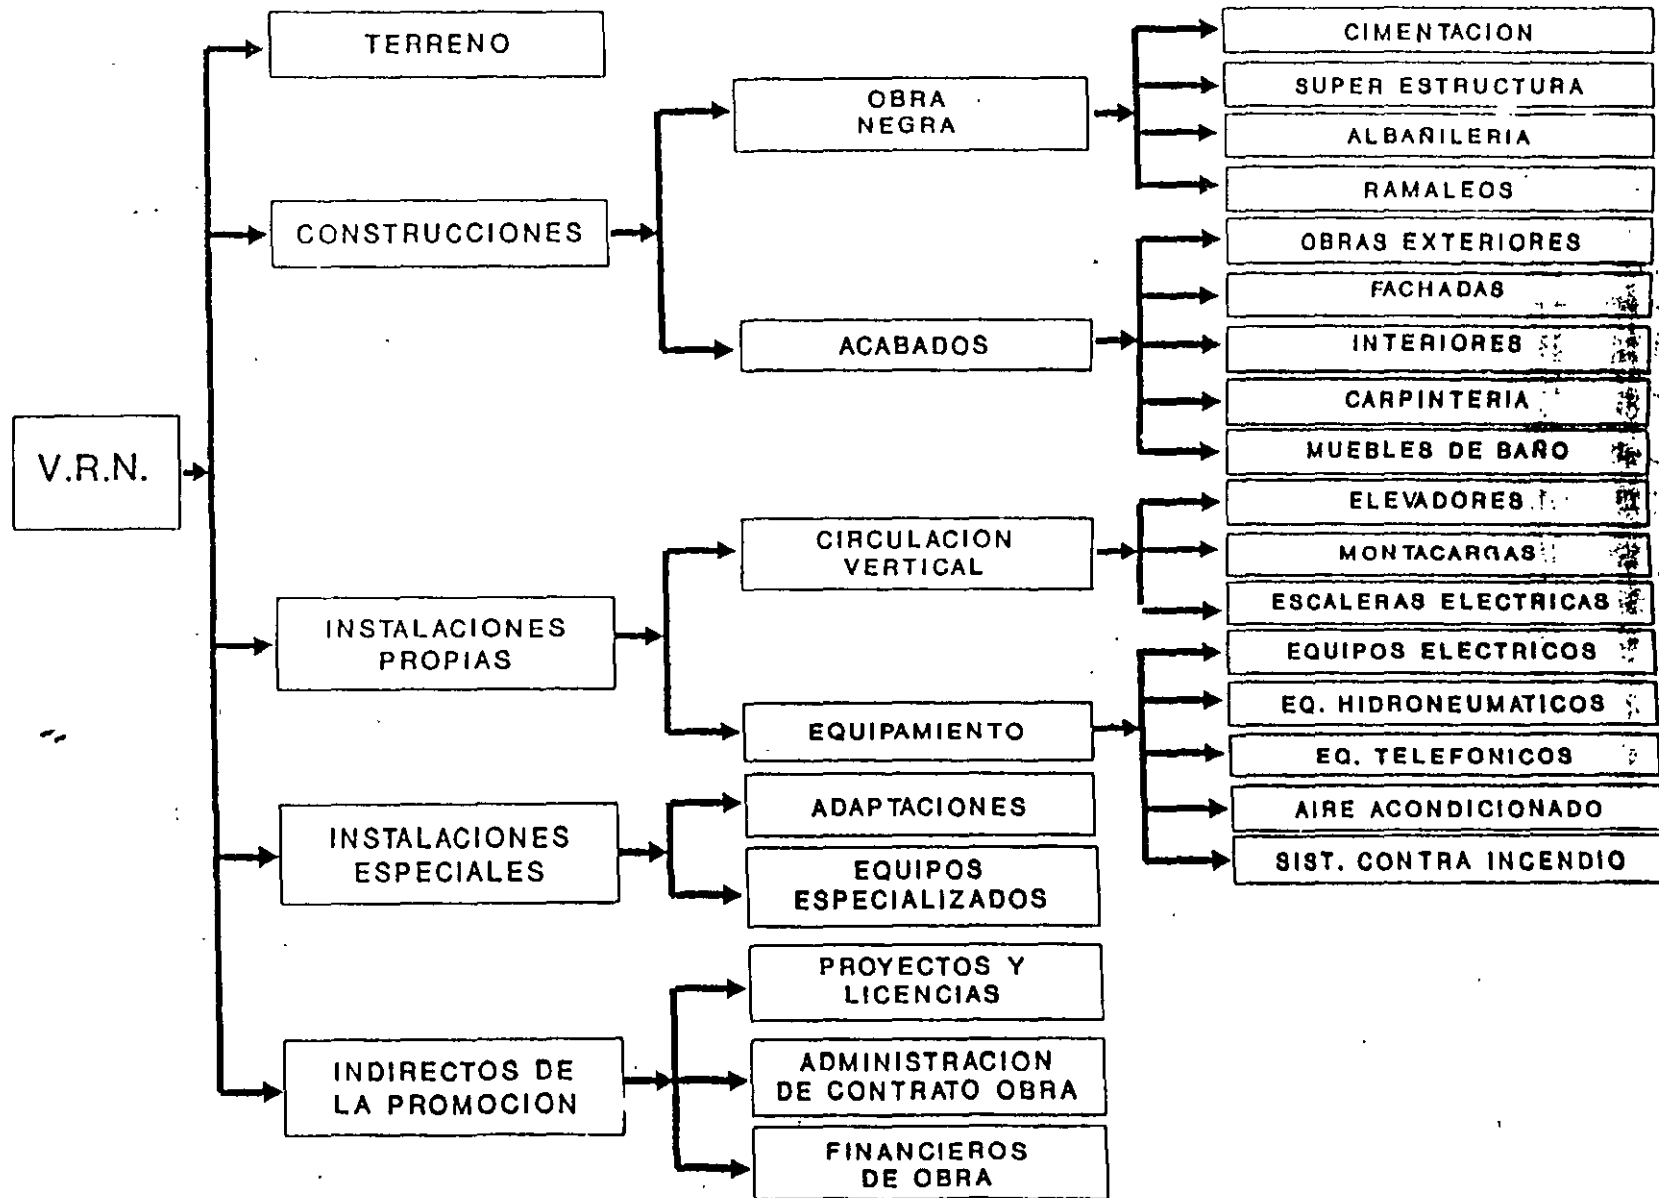 V.R.N.
TERRENO
CONSTRUCCIONES
INSTALACIONES
PROPIAS
INSTALACIONES
ESPECIALES
INDIRECTOS DE
LA PROMOCION
OBRA
NEGRA
ACABADOS
CIRCULACION
VERTICAL
EQUIPAMIENTO
ADAPTACIONES
EQUIPOS
ESPECIALIZADOS
PROYECTOS Y
LICENCIAS
ADMINISTRACION
DE CONTRATO OBRA
FINANCIEROS
DE OBRA
CIMENTACION
SUPER ESTRUCTURA
ALBAÑILERIA
RAMALEOS
OBRAS EXTERIORES
FACHADAS
INTERIORES
CARPINTERIA
MUEBLES DE BAÑO
ELEVADORES
MONTACARGAS
ESCALERAS ELECTRICAS
EQUIPOS ELECTRICOS
EQ. HIDRONEUMATICOS
EQ. TELEFONICOS
AIRE ACONDICIONADO
SIST. CONTRA INCENDIO